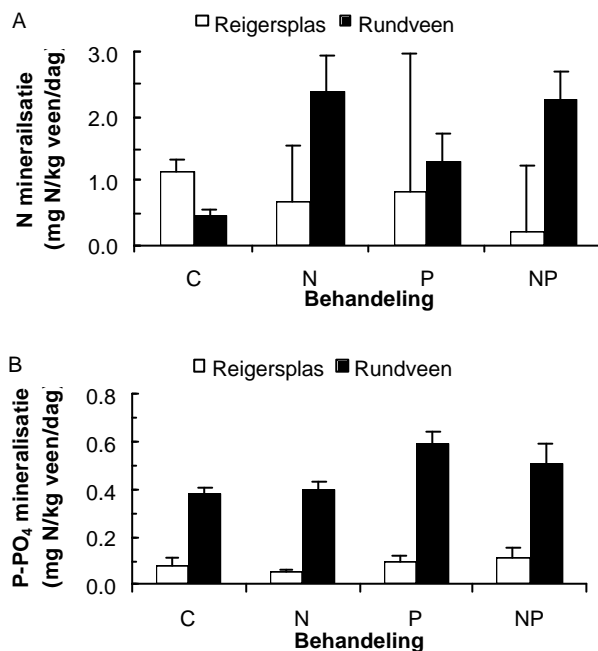 A
Reigersplas Rundveen
N minerailsatie
(mg N/kg veen/dag)
3.0
2.0
1.0
0.0
C N P NP
Behandeling
B
Reigersplas Rundveen
P-PO4 mineralisatie
(mg N/kg veen/dag)
0.8
0.6
0.4
0.2
0.0
C N P NP
Behandeling